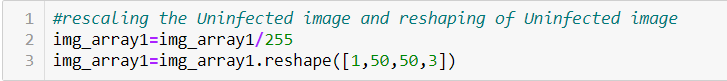 1 #rescaling the Uninfected image and reshaping of Uninfected image
2 img_array1=img_array1/255
3 img_array1=img_array1.reshape([1,50,50,3])